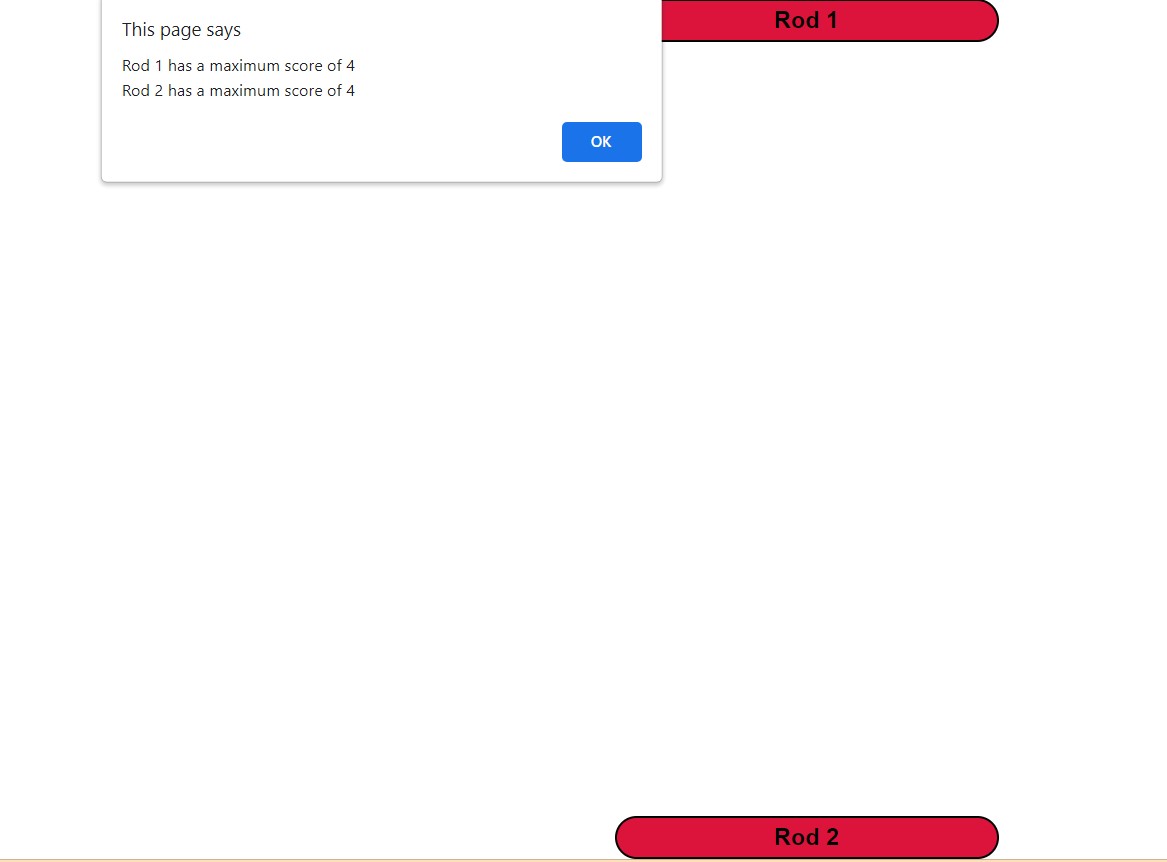 This page says
Rod 1 has a maximum score of 4
Rod 2 has a maximum score of 4
OK
Rod 1
Rod 2